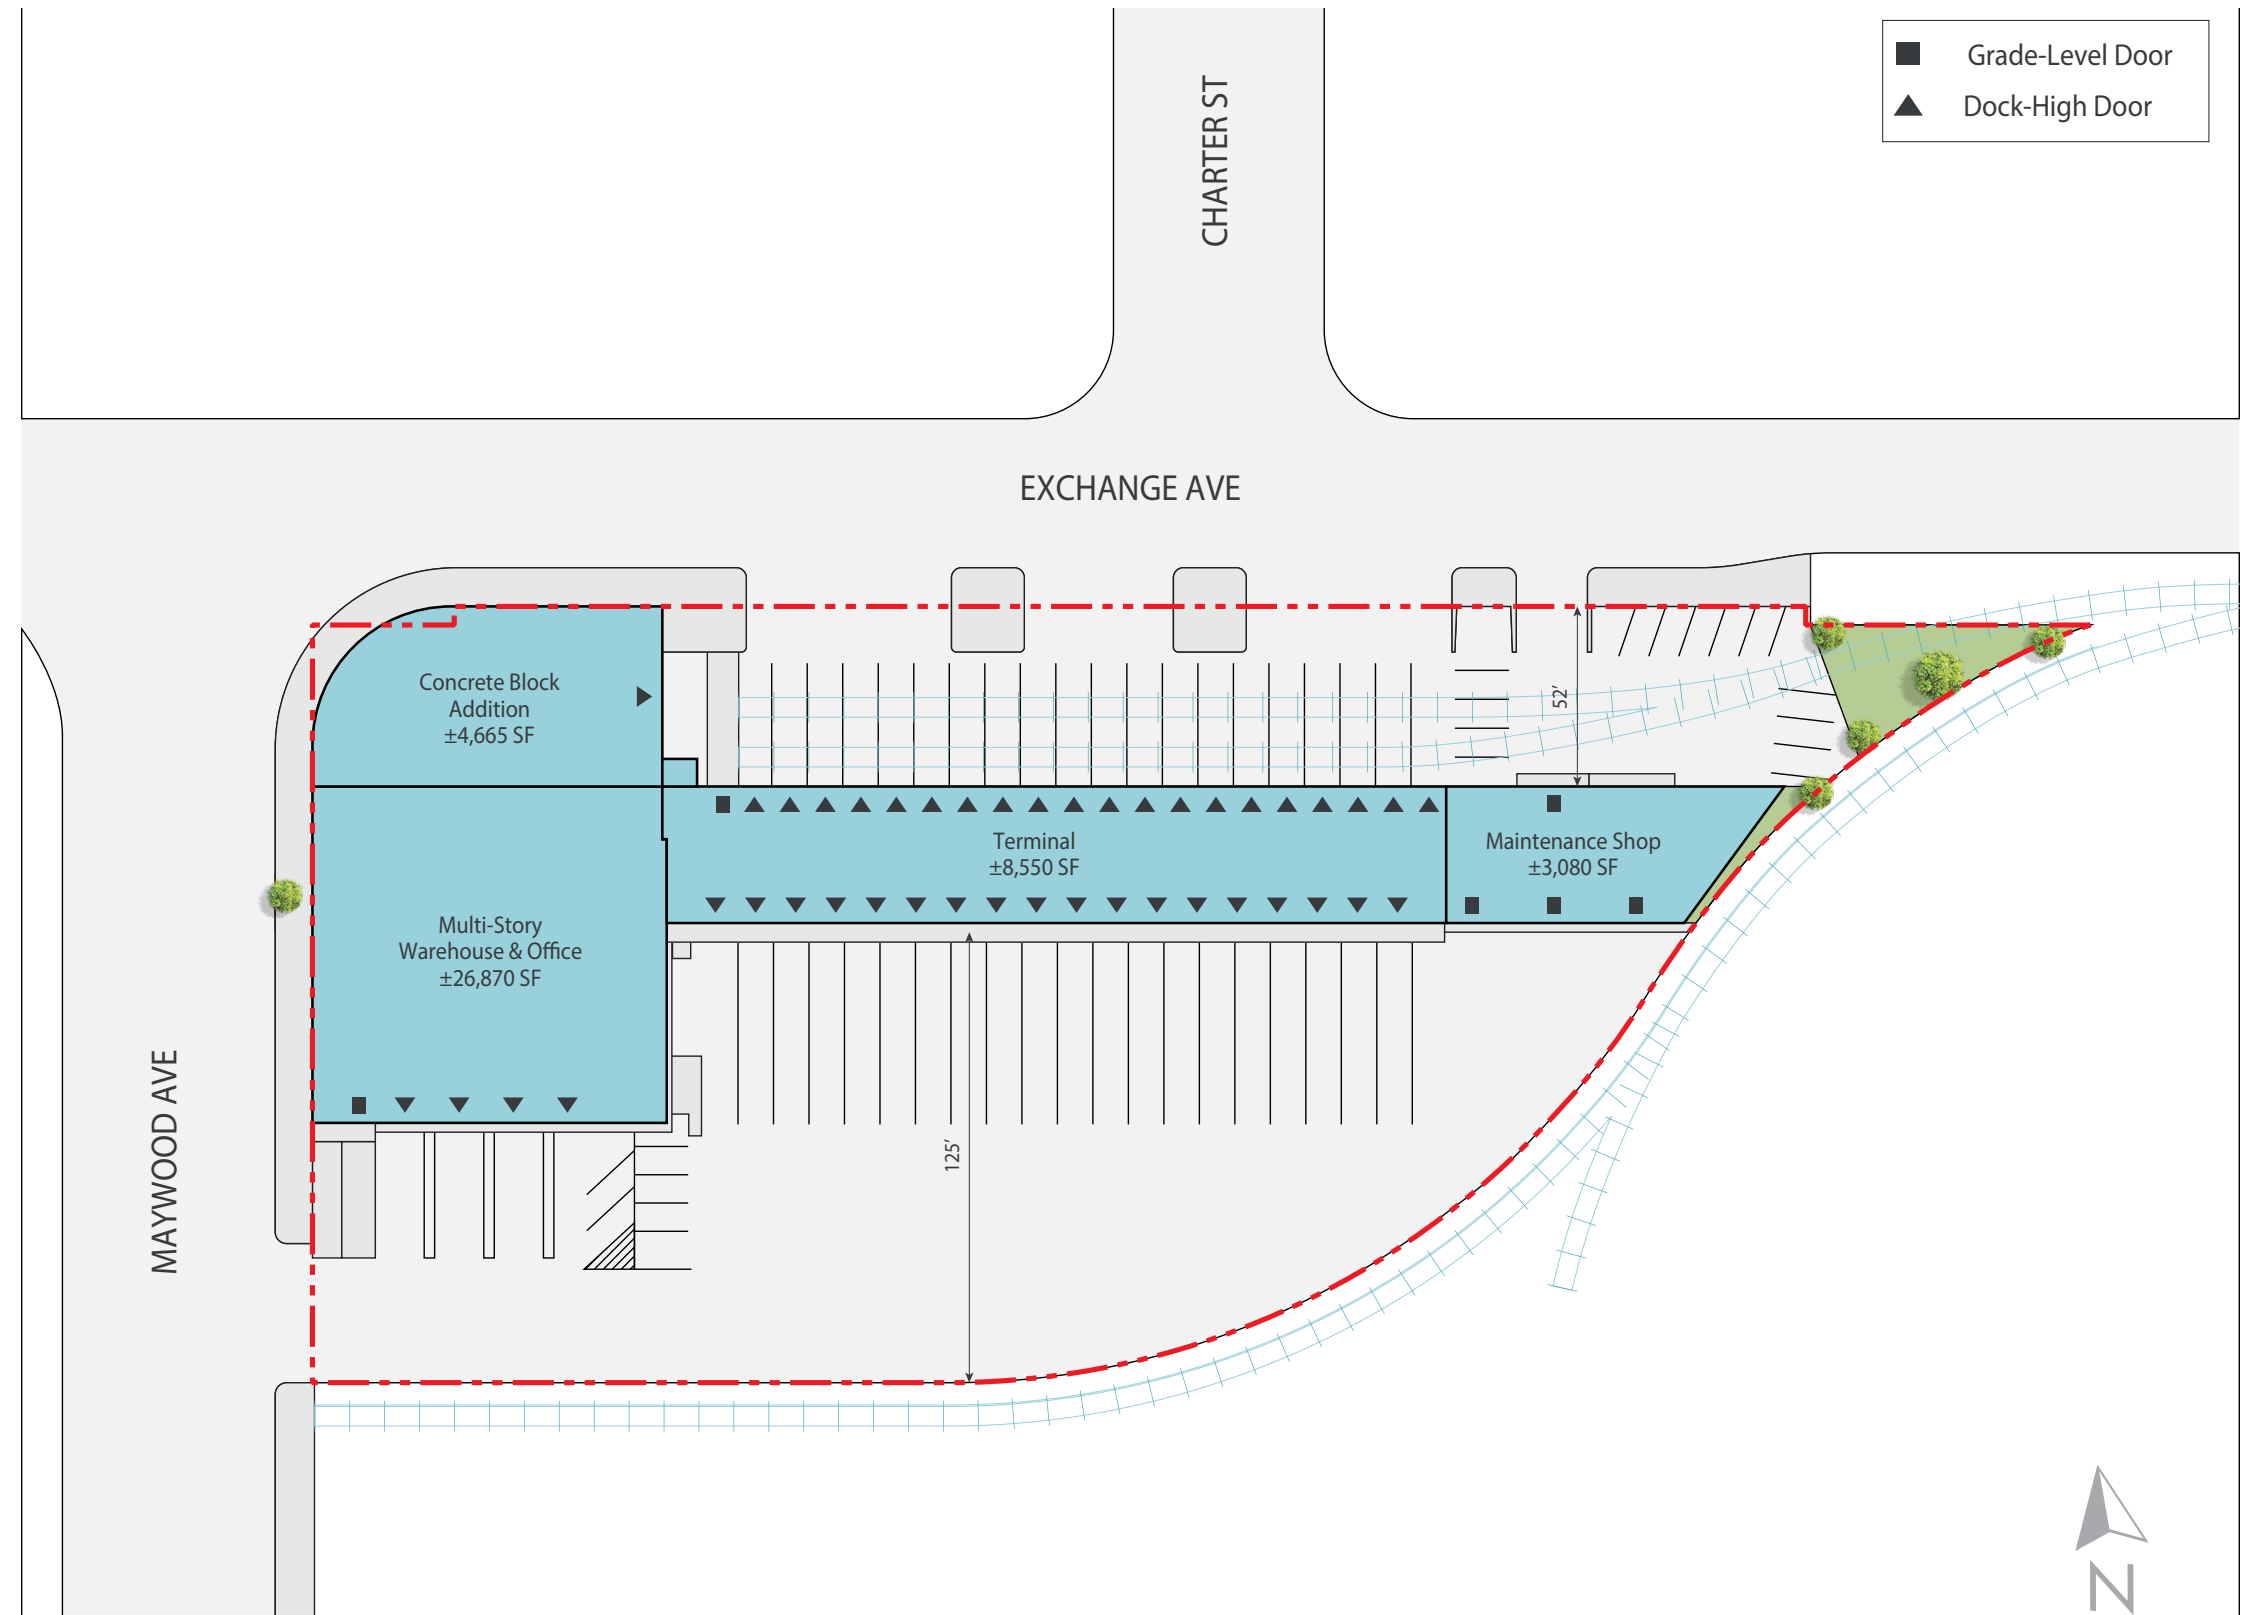 Grade-Level Door
Dock-High Door
CHARTER ST
EXCHANGE AVE
Concrete Block
Addition
±4,665 SF
52'
Terminal
±8,550 SF
Maintenance Shop
±3,080 SF
Multi-Story
Warehouse & Office
±26,870 SF
MAYWOOD AVE
125'
N